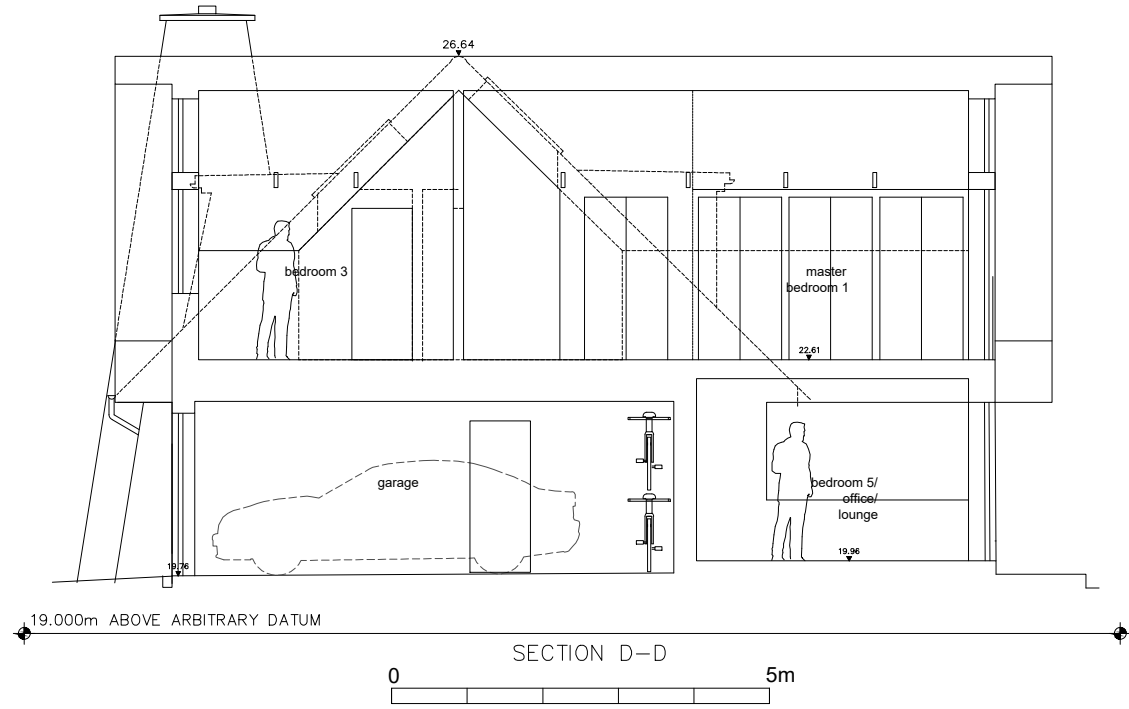 26.64
bedroom 3
master
bedroom 1
22.61
garage
bedroom 5/
office/
lounge
19.76
19.96
19.000m ABOVE ARBITRARY DATUM
SECTION D-D
0
5m